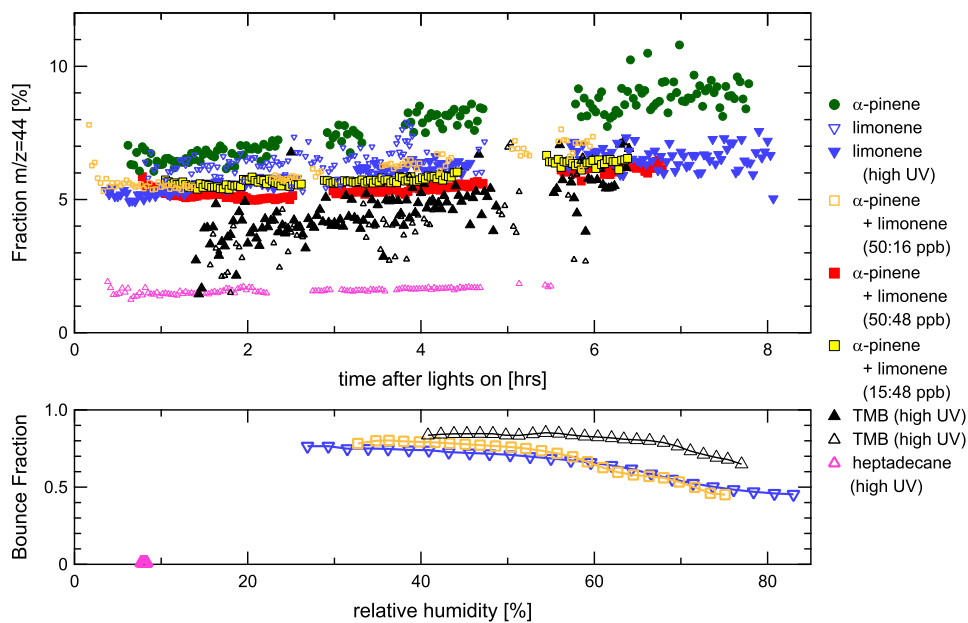 Fraction m/z=44 [%]
10
5
0
0 2 4 6 8
time after lights on [hrs]
α-pinene
limonene
limonene
(high UV)
α-pinene
+ limonene
(50:16 ppb)
α-pinene
+ limonene
(50:48 ppb)
α-pinene
+ limonene
(15:48 ppb)
TMB (high UV)
TMB (high UV)
heptadecane
(high UV)
Bounce Fraction
1.0
0.5
0
0 20 40 60 80
relative humidity [%]